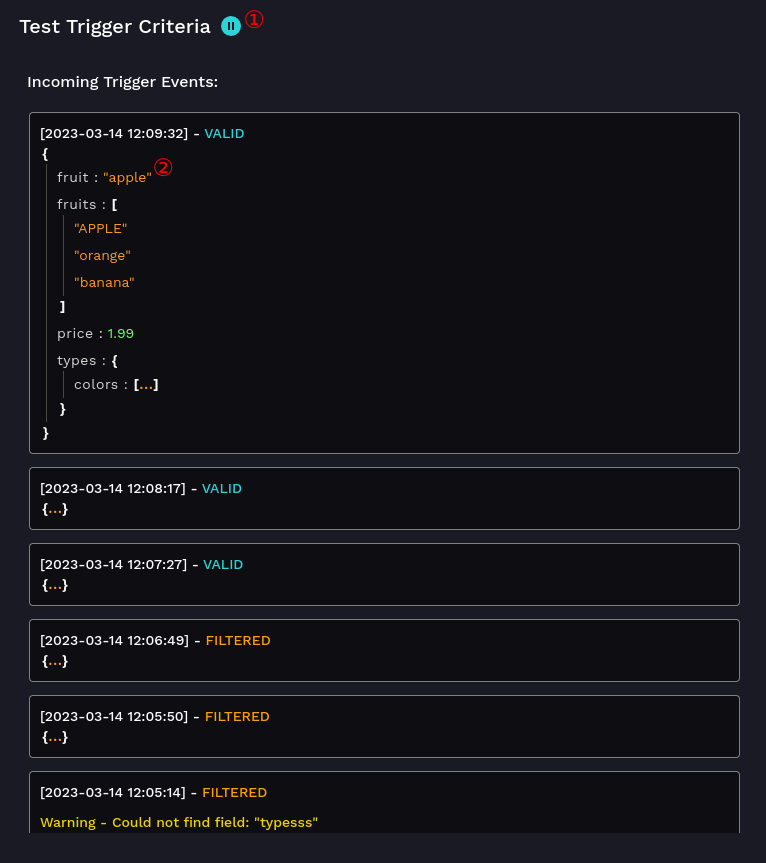 Test Trigger Criteria ①
Incoming Trigger Events:
[2023-03-14 12:09:32] - VALID
{
fruit : "apple" ②
fruits : [
"APPLE"
"orange"
"banana"
]
price : 1.99
types : {
colors : [...]
}
}
[2023-03-14 12:08:17] - VALID
{...}
[2023-03-14 12:07:27] - VALID
{...}
[2023-03-14 12:06:49] - FILTERED
{...}
[2023-03-14 12:05:50] - FILTERED
{...}
[2023-03-14 12:05:14] - FILTERED
Warning - Could not find field: "typesss"